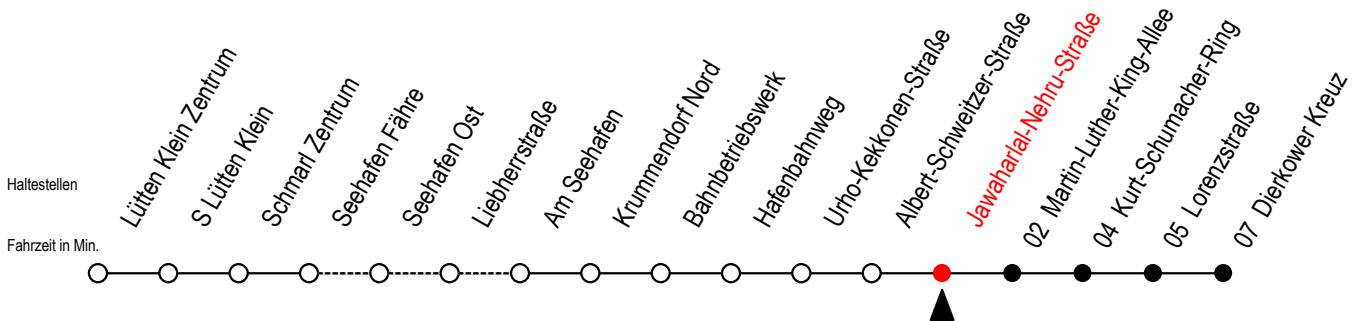 Haltestellen
Fahrzeit in Min.
Lütten Klein Zentrum
S Lütten Klein
Schmarl Zentrum
Seehafen Fähre
Seehafen Ost
Liebherrstraße
Am Seehafen
Krummendorf Nord
Bahnbetriebswerk
Hafenbahnweg
Urho-Kekkonen-Straße
Albert-Schweitzer-Straße
Jawaharlal-Nehru-Straße
02 Martin-Luther-King-Allee
04 Kurt-Schumacher-Ring
05 Lorenzstraße
07 Dierkower Kreuz